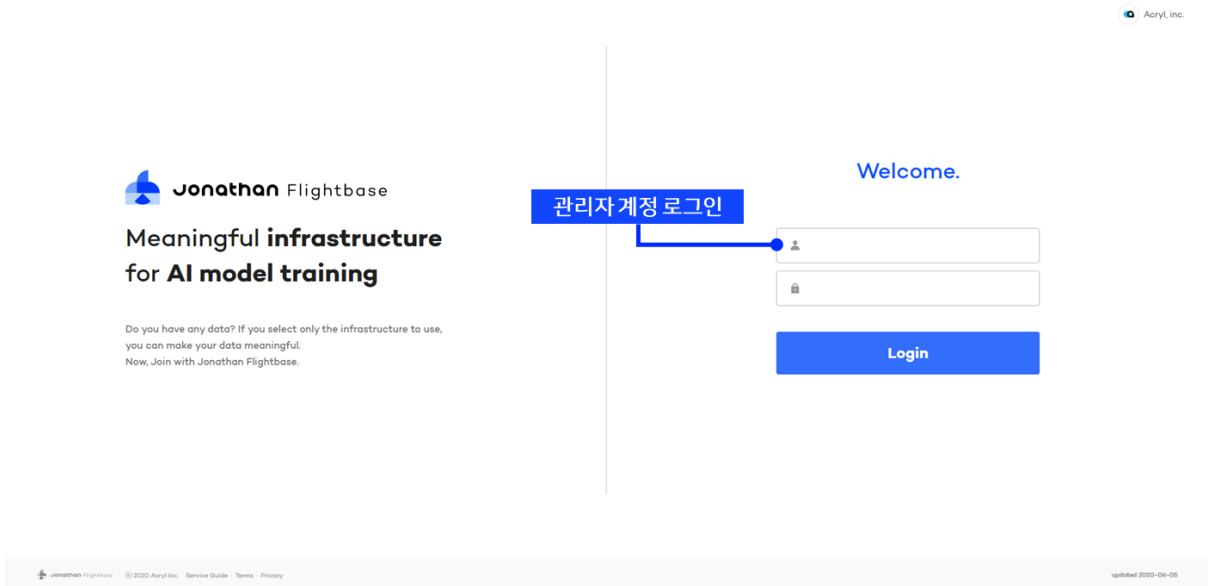 Acryl, inc.
Jonathan Flightbase
Meaningful infrastructure
for AI model training
Do you have any data? If you select only the infrastructure to use,
you can make your data meaningful.
Now, Join with Jonathan Flightbase.
Welcome.
관리자 계정 로그인
Login
Jonathan Flightbase ⓒ 2020 Acryl Inc. Service Guide · Terms · Privacy
updated 2020-06-05